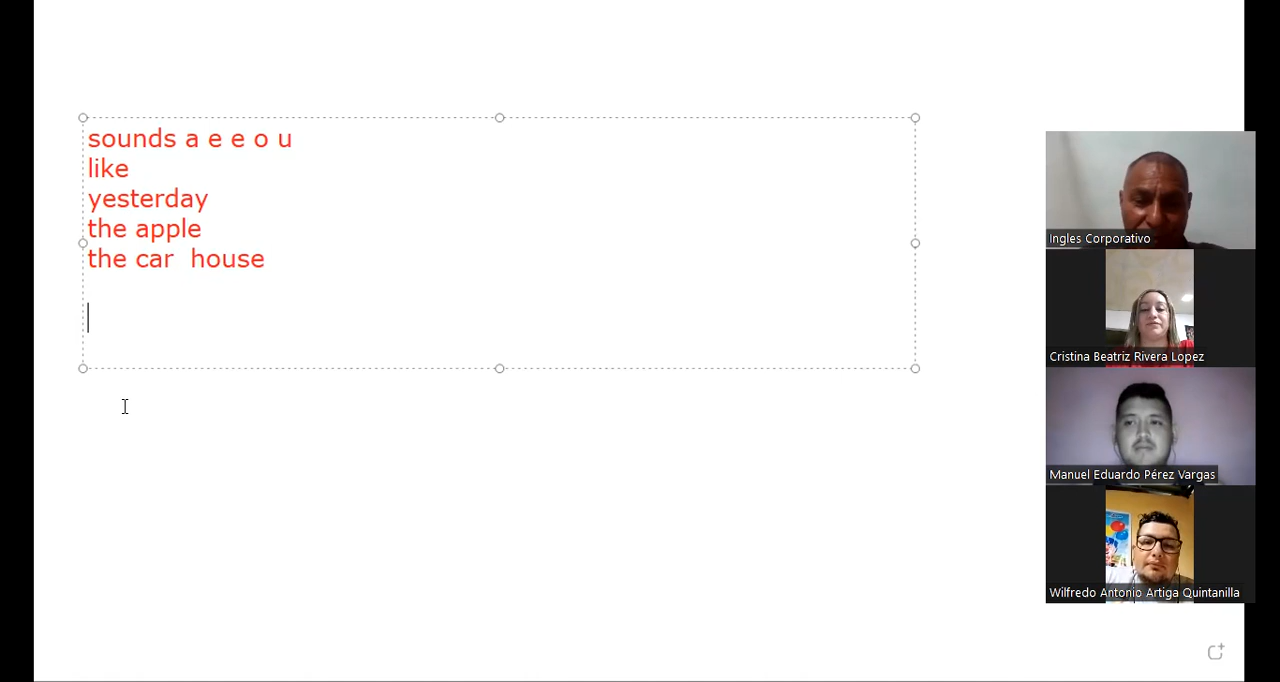 sounds a e e o u
like
yesterday
the apple
the car  house
Ingles Corporativo
Cristina Beatriz Rivera Lopez
Manuel Eduardo Pérez Vargas
Wilfredo Antonio Artiga Quintanilla